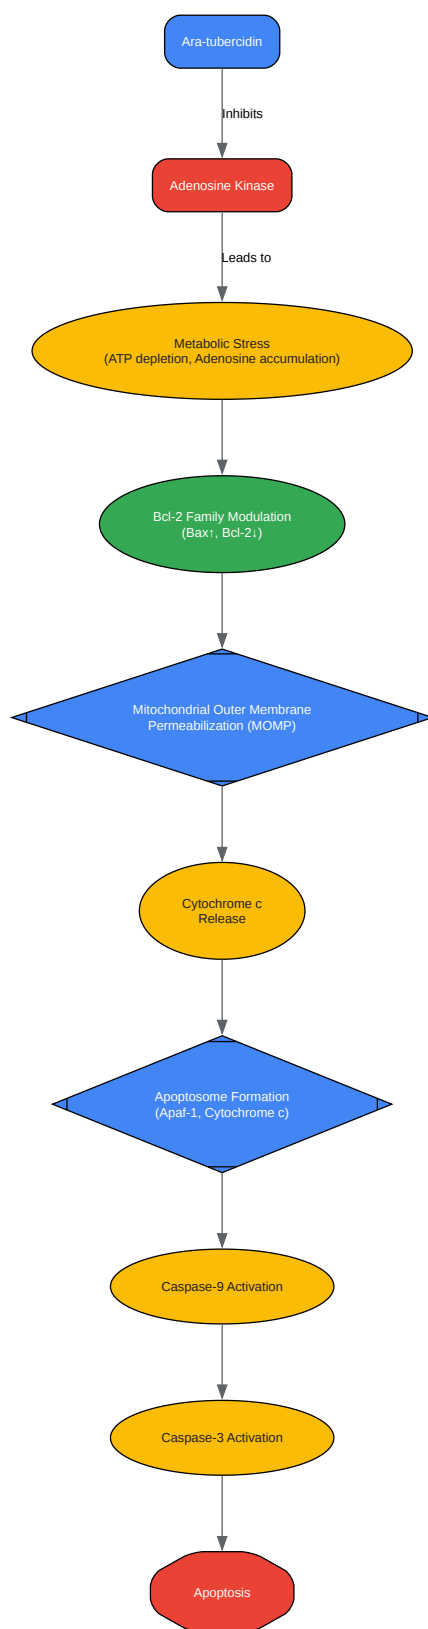 Ara-tubercidin
Inhibits
Adenosine Kinase
Leads to
Metabolic Stress
(ATP depletion, Adenosine accumulation)
Bcl-2 Family Modulation
(Bax↑, Bcl-2↓)
Mitochondrial Outer Membrane
Permeabilization (MOMP)
Cytochrome c
Release
Apoptosome Formation
(Apaf-1, Cytochrome c)
Caspase-9 Activation
Caspase-3 Activation
Apoptosis